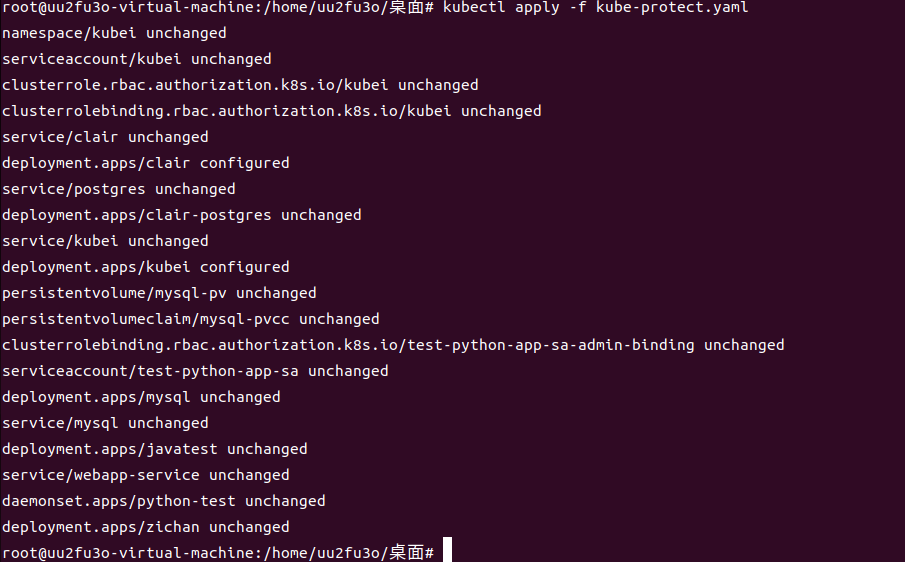 root@uu2fu3o-virtual-machine:/home/uu2fu3o/桌面# kubectl apply -f kube-protect.yaml
namespace/kubei unchanged
serviceaccount/kubei unchanged
clusterrole.rbac.authorization.k8s.io/kubei unchanged
clusterrolebinding.rbac.authorization.k8s.io/kubei unchanged
service/clair unchanged
deployment.apps/clair configured
service/postgres unchanged
deployment.apps/clair-postgres unchanged
service/kubei unchanged
deployment.apps/kubei configured
persistentvolume/mysql-pv unchanged
persistentvolumeclaim/mysql-pvcc unchanged
clusterrolebinding.rbac.authorization.k8s.io/test-python-app-sa-admin-binding unchanged
serviceaccount/test-python-app-sa unchanged
deployment.apps/mysql unchanged
service/mysql unchanged
deployment.apps/javatest unchanged
service/webapp-service unchanged
daemonset.apps/python-test unchanged
deployment.apps/zichan unchanged
root@uu2fu3o-virtual-machine:/home/uu2fu3o/桌面#